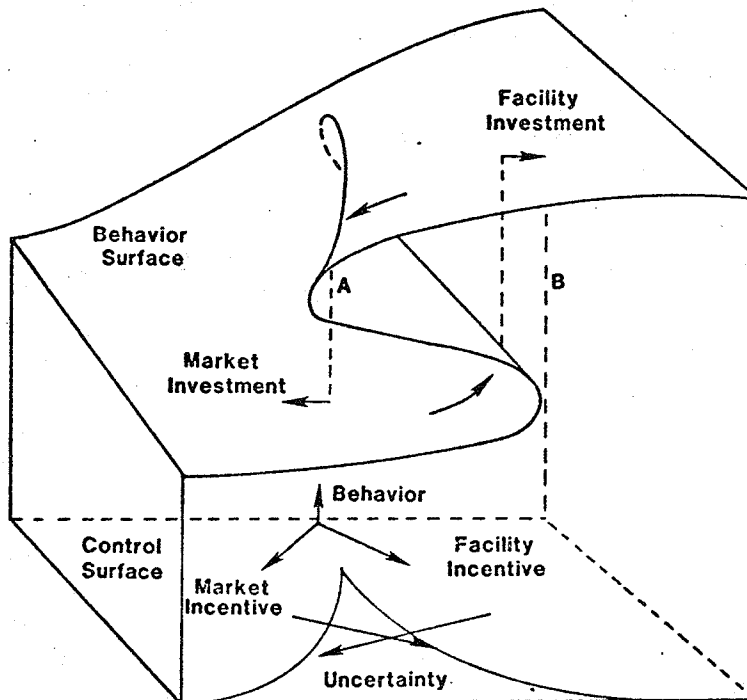 Facility
Investment
Behavior
Surface
A
B
Market
Investment
Behavior
Control
Surface
Facility
Incentive
Market
Incentive
Uncertainty